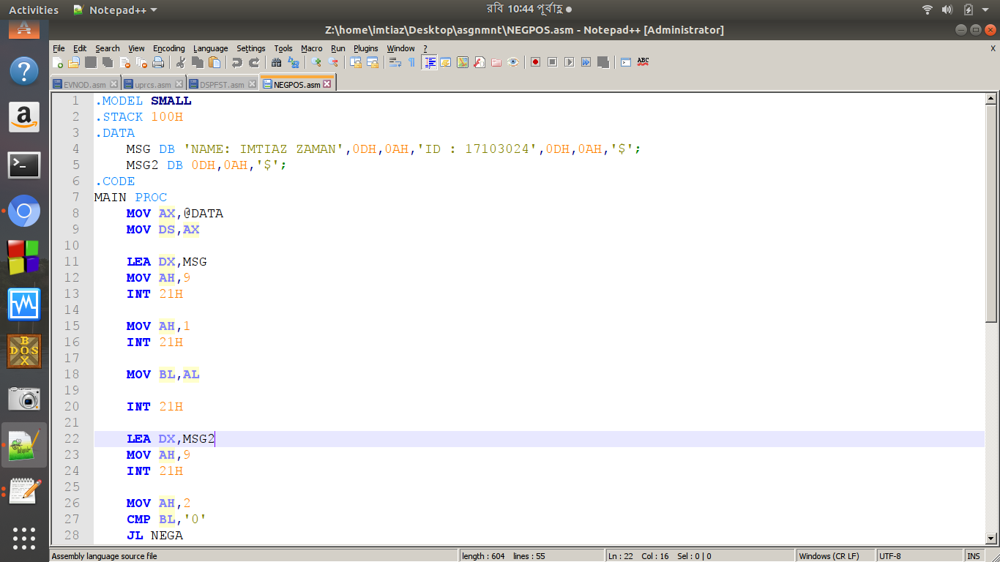 Activities Notepad++ রবি 10:44 পূর্বাহ্ণ
Z:\home\imtiaz\Desktop\asgnmnt\NEGPOS.asm - Notepad++ [Administrator]
File Edit Search View Encoding Language Settings Tools Macro Run Plugins Window ? X
ABC
EVNOD.asm uprcs.asm DSPFST.asm NEGPOS.asm
1 .MODEL SMALL
2 .STACK 100H
3 .DATA
4 MSG DB 'NAME: IMTIAZ ZAMAN',0DH,0AH,'ID : 17103024',0DH,0AH,'$';
5 MSG2 DB 0DH,0AH,'$';
6 .CODE
7 MAIN PROC
8 MOV AX,@DATA
9 MOV DS,AX
10
11 LEA DX,MSG
12 MOV AH,9
13 INT 21H
14
15 MOV AH,1
16 INT 21H
17
18 MOV BL,AL
19
20 INT 21H
21
22 LEA DX,MSG2
23 MOV AH,9
24 INT 21H
25
26 MOV AH,2
27 CMP BL,'0'
28 JL NEGA
Assembly language source file length : 604 lines : 55 Ln : 22 Col : 16 Sel : 0 | 0 Windows (CR LF) UTF-8 INS